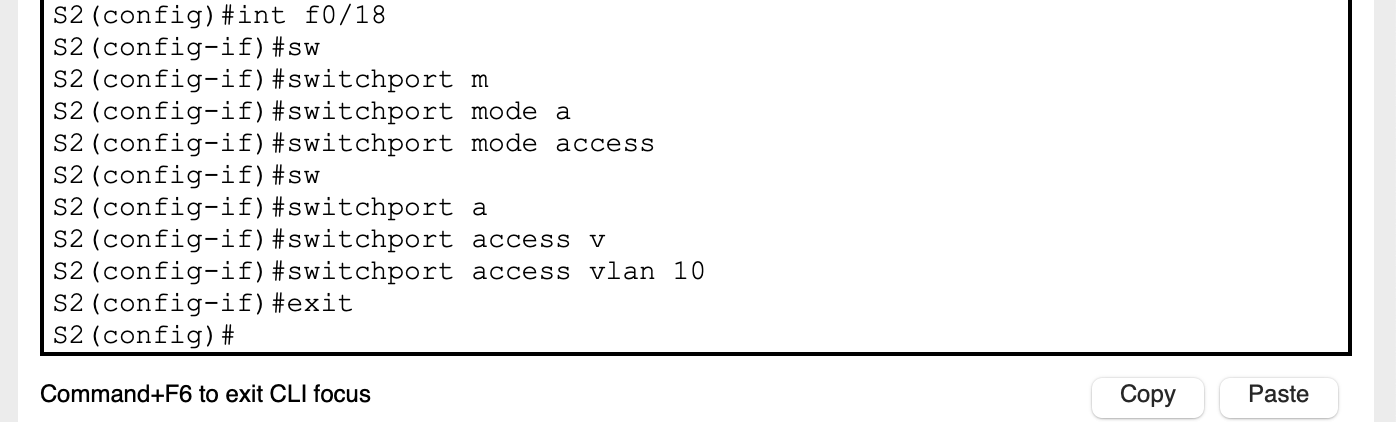 S2(config)#int f0/18
S2(config-if)#sw
S2(config-if)#switchport m
S2(config-if)#switchport mode a
S2(config-if)#switchport mode access
S2(config-if)#sw
S2(config-if)#switchport a
S2(config-if)#switchport access v
S2(config-if)#switchport access vlan 10
S2(config-if)#exit
S2(config)#
Command+F6 to exit CLI focus
Copy
Paste